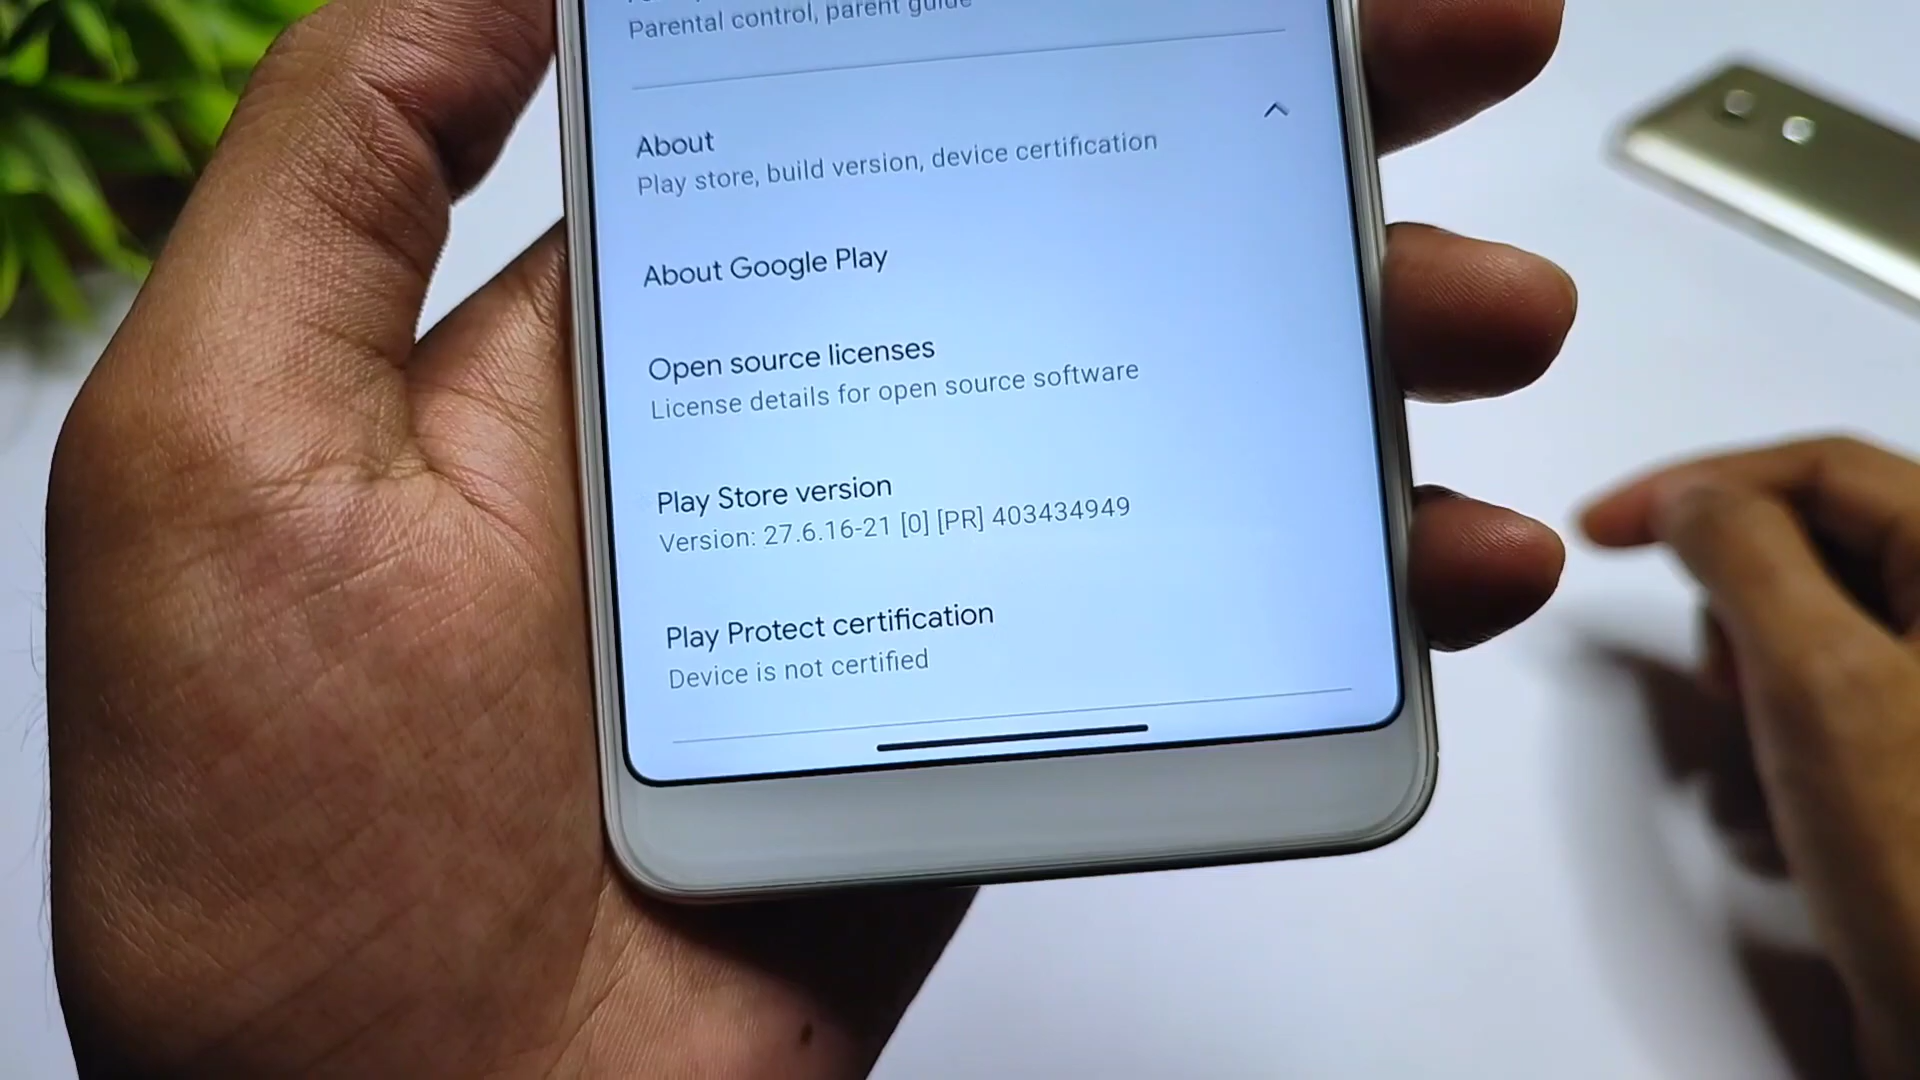 Parental control, parent guide
About
Play store, build version, device certification
About Google Play
Open source licenses
License details for open source software
Play Store version
Version: 27.6.16-21 [0] [PR] 403434949
Play Protect certification
Device is not certified